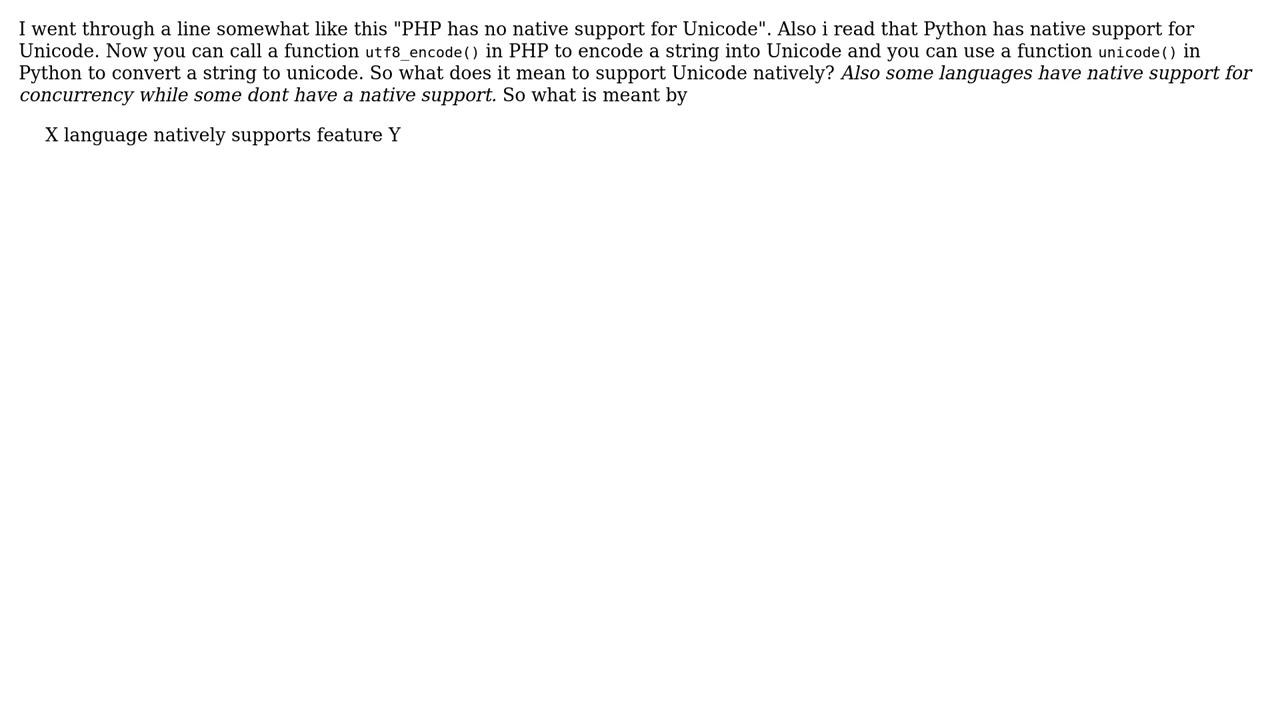 I went through a line somewhat like this "PHP has no native support for Unicode". Also i read that Python has native support for
Unicode. Now you can call a function utf8_encode() in PHP to encode a string into Unicode and you can use a function unicode() in
Python to convert a string to unicode. So what does it mean to support Unicode natively? Also some languages have native support for
concurrency while some dont have a native support. So what is meant by
X language natively supports feature Y